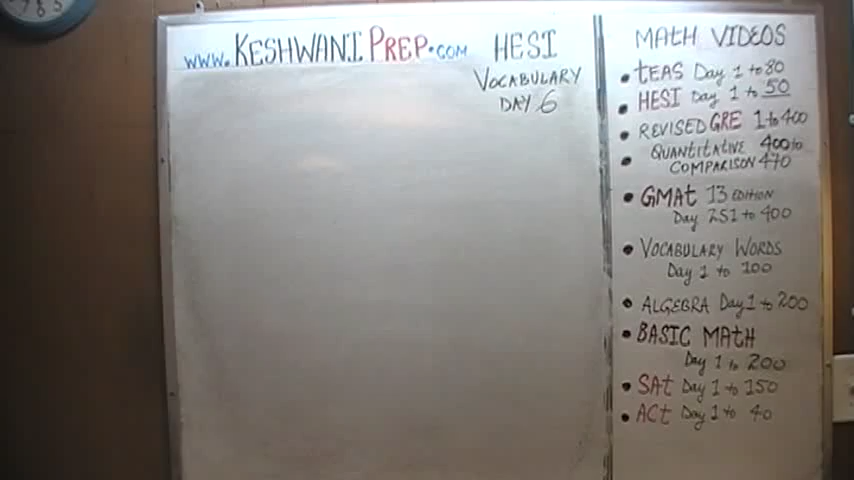 www.KESHWANIPREP.COM HESI
VOCABULARY
DAY 6
MATH VIDEOS
• tEAS Day 1 to 80
• HESI Day 1 to 50
• REVISED GRE 1 to 400
• QUANTITATIVE 400 to
COMPARISON 470
• GMAt 13 EDITION
Day 251 to 400
• VOCABULARY WORDS
Day 1 to 100
• ALGEBRA Day 1 to 200
• BASIC MAtH
Day 1 to 200
• SAt Day 1 to 150
• ACt Day 1 to 40